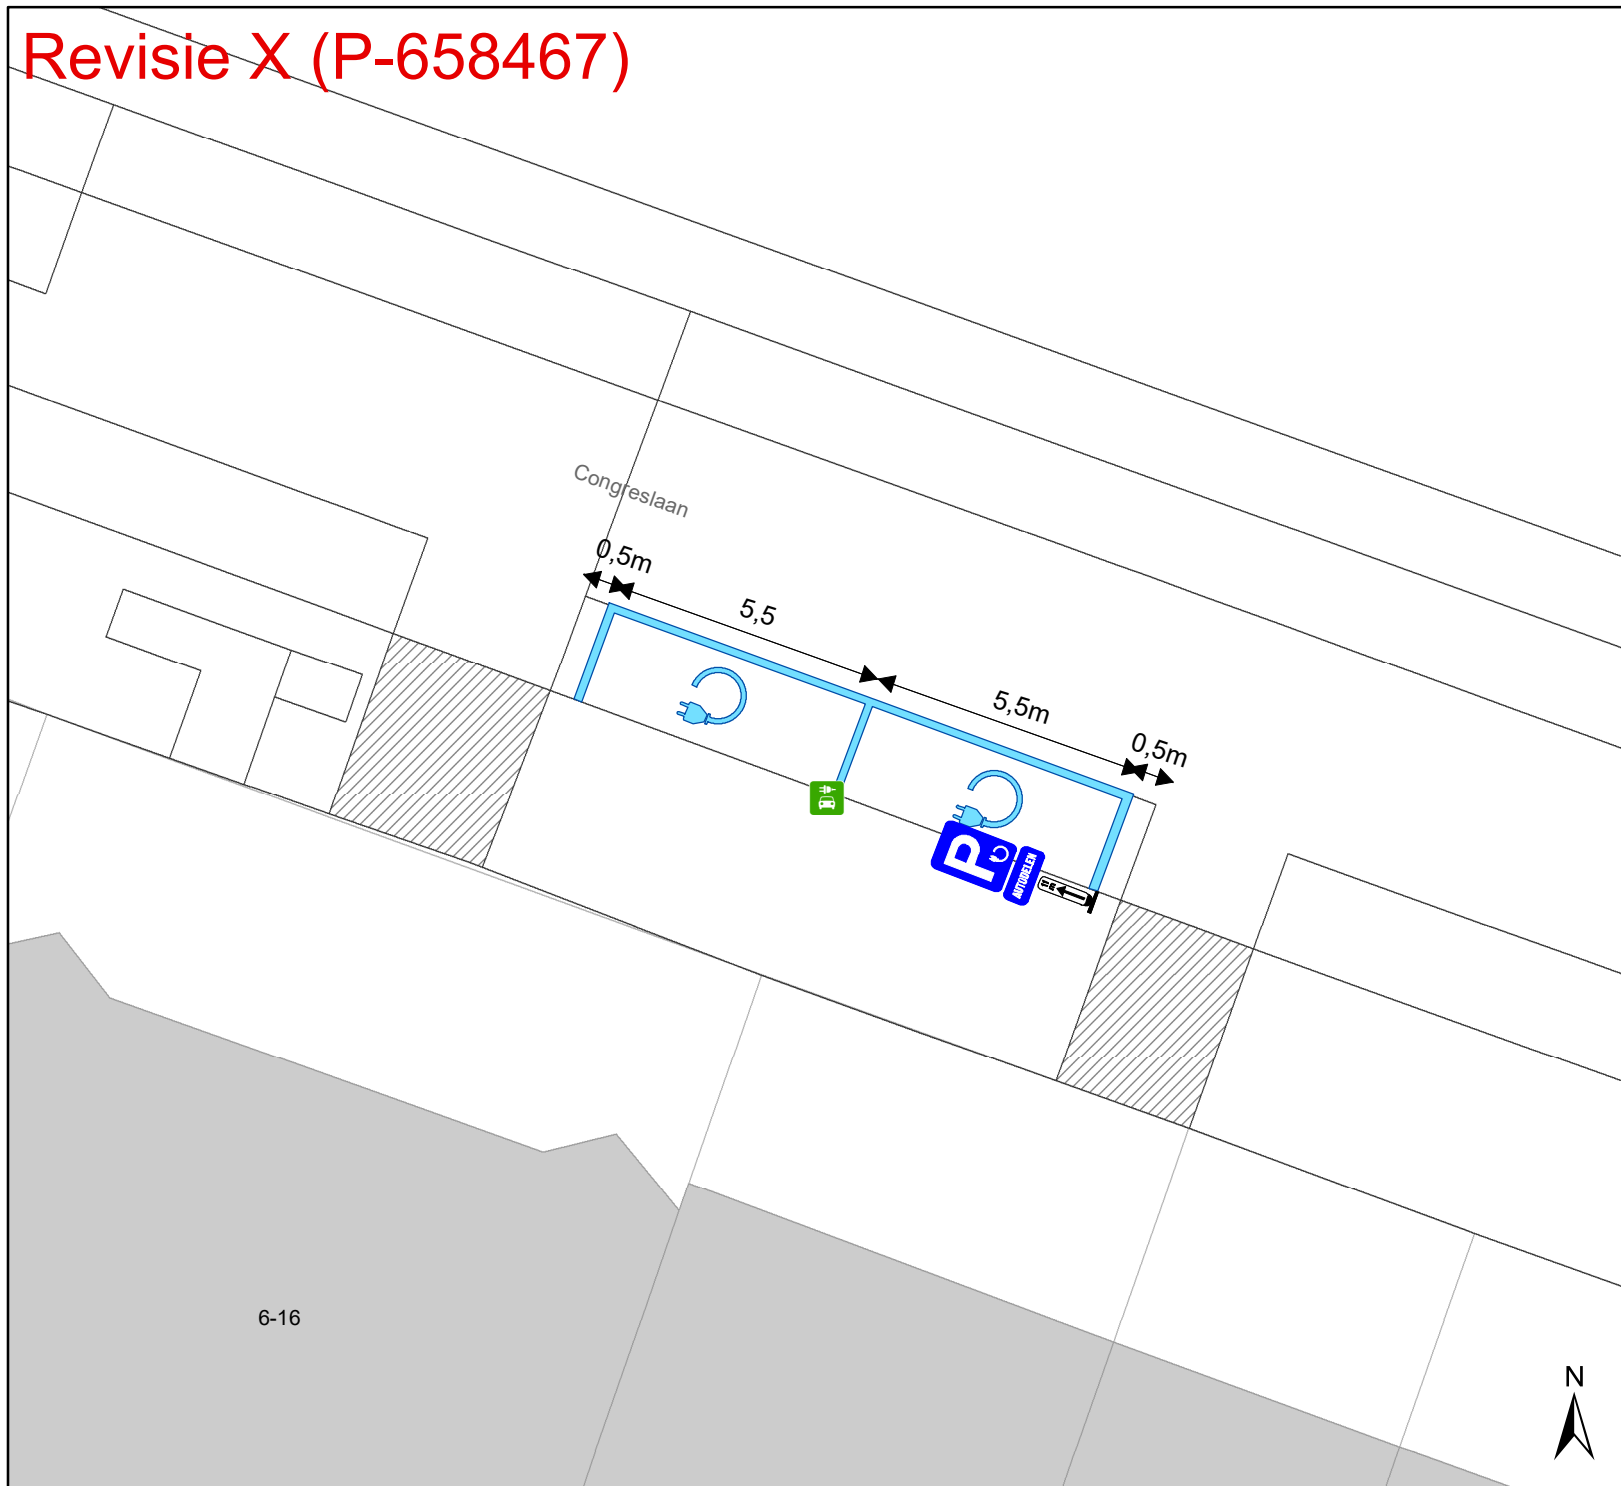 Revisie X (P-658467)
Congreslaan
0,5m
5,5
5,5m
0,5m
P
AUTODELEN
6-16
N